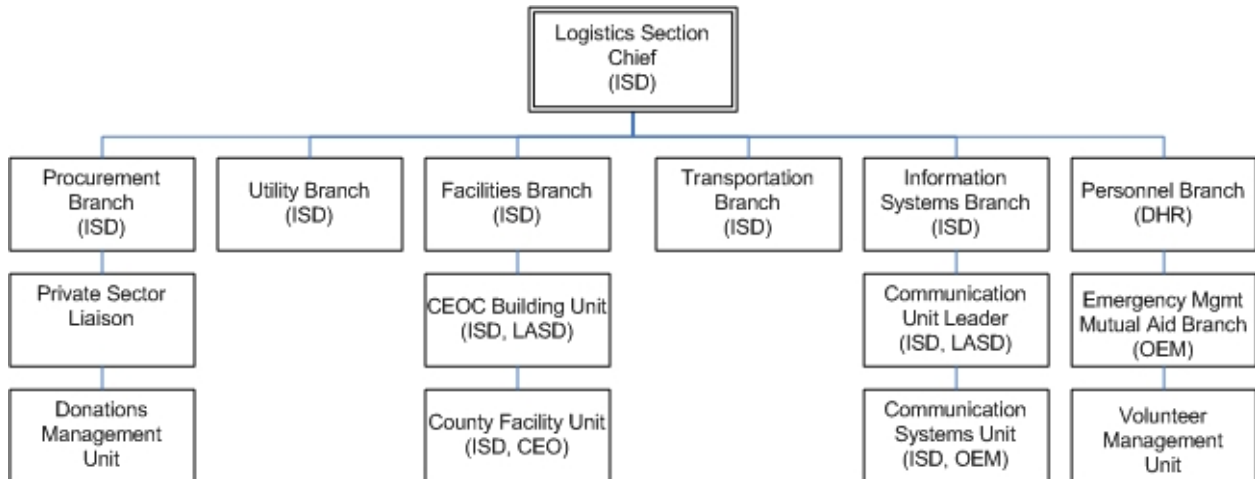 Logistics Section
Chief
(ISD)
Procurement
Branch
(ISD)
Utility Branch
(ISD)
Facilities Branch
(ISD)
Transportation
Branch
(ISD)
Information
Systems Branch
(ISD)
Personnel Branch
(DHR)
Private Sector
Liaison
CEOC Building Unit
(ISD, LASD)
Communication
Unit Leader
(ISD, LASD)
Emergency Mgmt
Mutual Aid Branch
(OEM)
Donations
Management
Unit
County Facility Unit
(ISD, CEO)
Communication
Systems Unit
(ISD, OEM)
Volunteer
Management
Unit